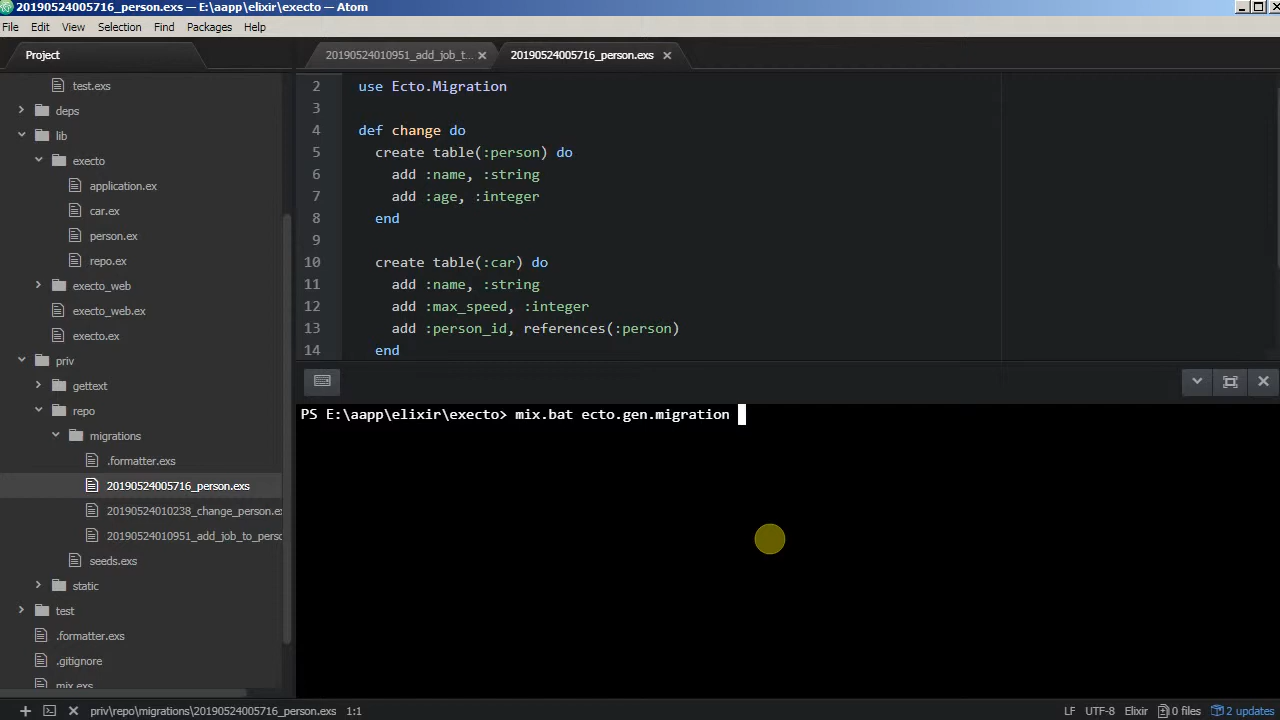 20190524005716_person.exs — E:\aapp\elixir\execto — Atom
File Edit View Selection Find Packages Help
Project
20190524010951_add_job_t...
20190524005716_person.exs
test.exs
deps
lib
execto
application.ex
car.ex
person.ex
repo.ex
execto_web
execto_web.ex
execto.ex
priv
gettext
repo
migrations
.formatter.exs
20190524005716_person.exs
20190524010238_change_person.ex
20190524010951_add_job_to_perso
seeds.exs
static
test
.formatter.exs
.gitignore
mix.exs
2 use Ecto.Migration
3
4 def change do
5 create table(:person) do
6 add :name, :string
7 add :age, :integer
8 end
9
10 create table(:car) do
11 add :name, :string
12 add :max_speed, :integer
13 add :person_id, references(:person)
14 end
PS E:\aapp\elixir\execto> mix.bat ecto.gen.migration
priv\repo\migrations\20190524005716_person.exs 1:1
LF UTF-8 Elixir 0 files 2 updates